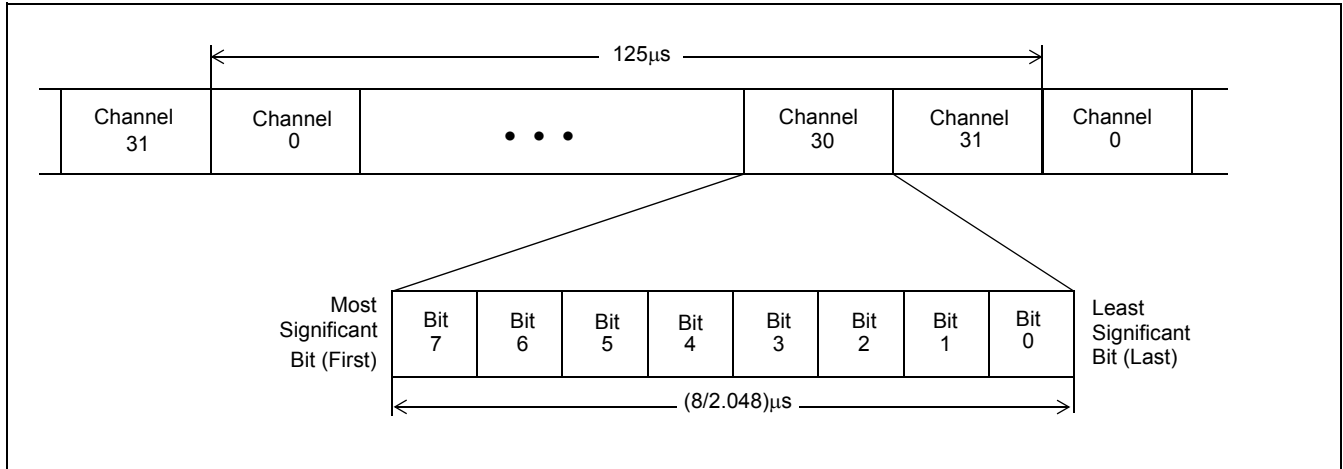 125μs
Channel
31
Channel
0
• • •
Channel
30
Channel
31
Channel
0
Most
Significant
Bit (First)
Bit
7
Bit
6
Bit
5
Bit
4
Bit
3
Bit
2
Bit
1
Bit
0
Least
Significant
Bit (Last)
(8/2.048)μs